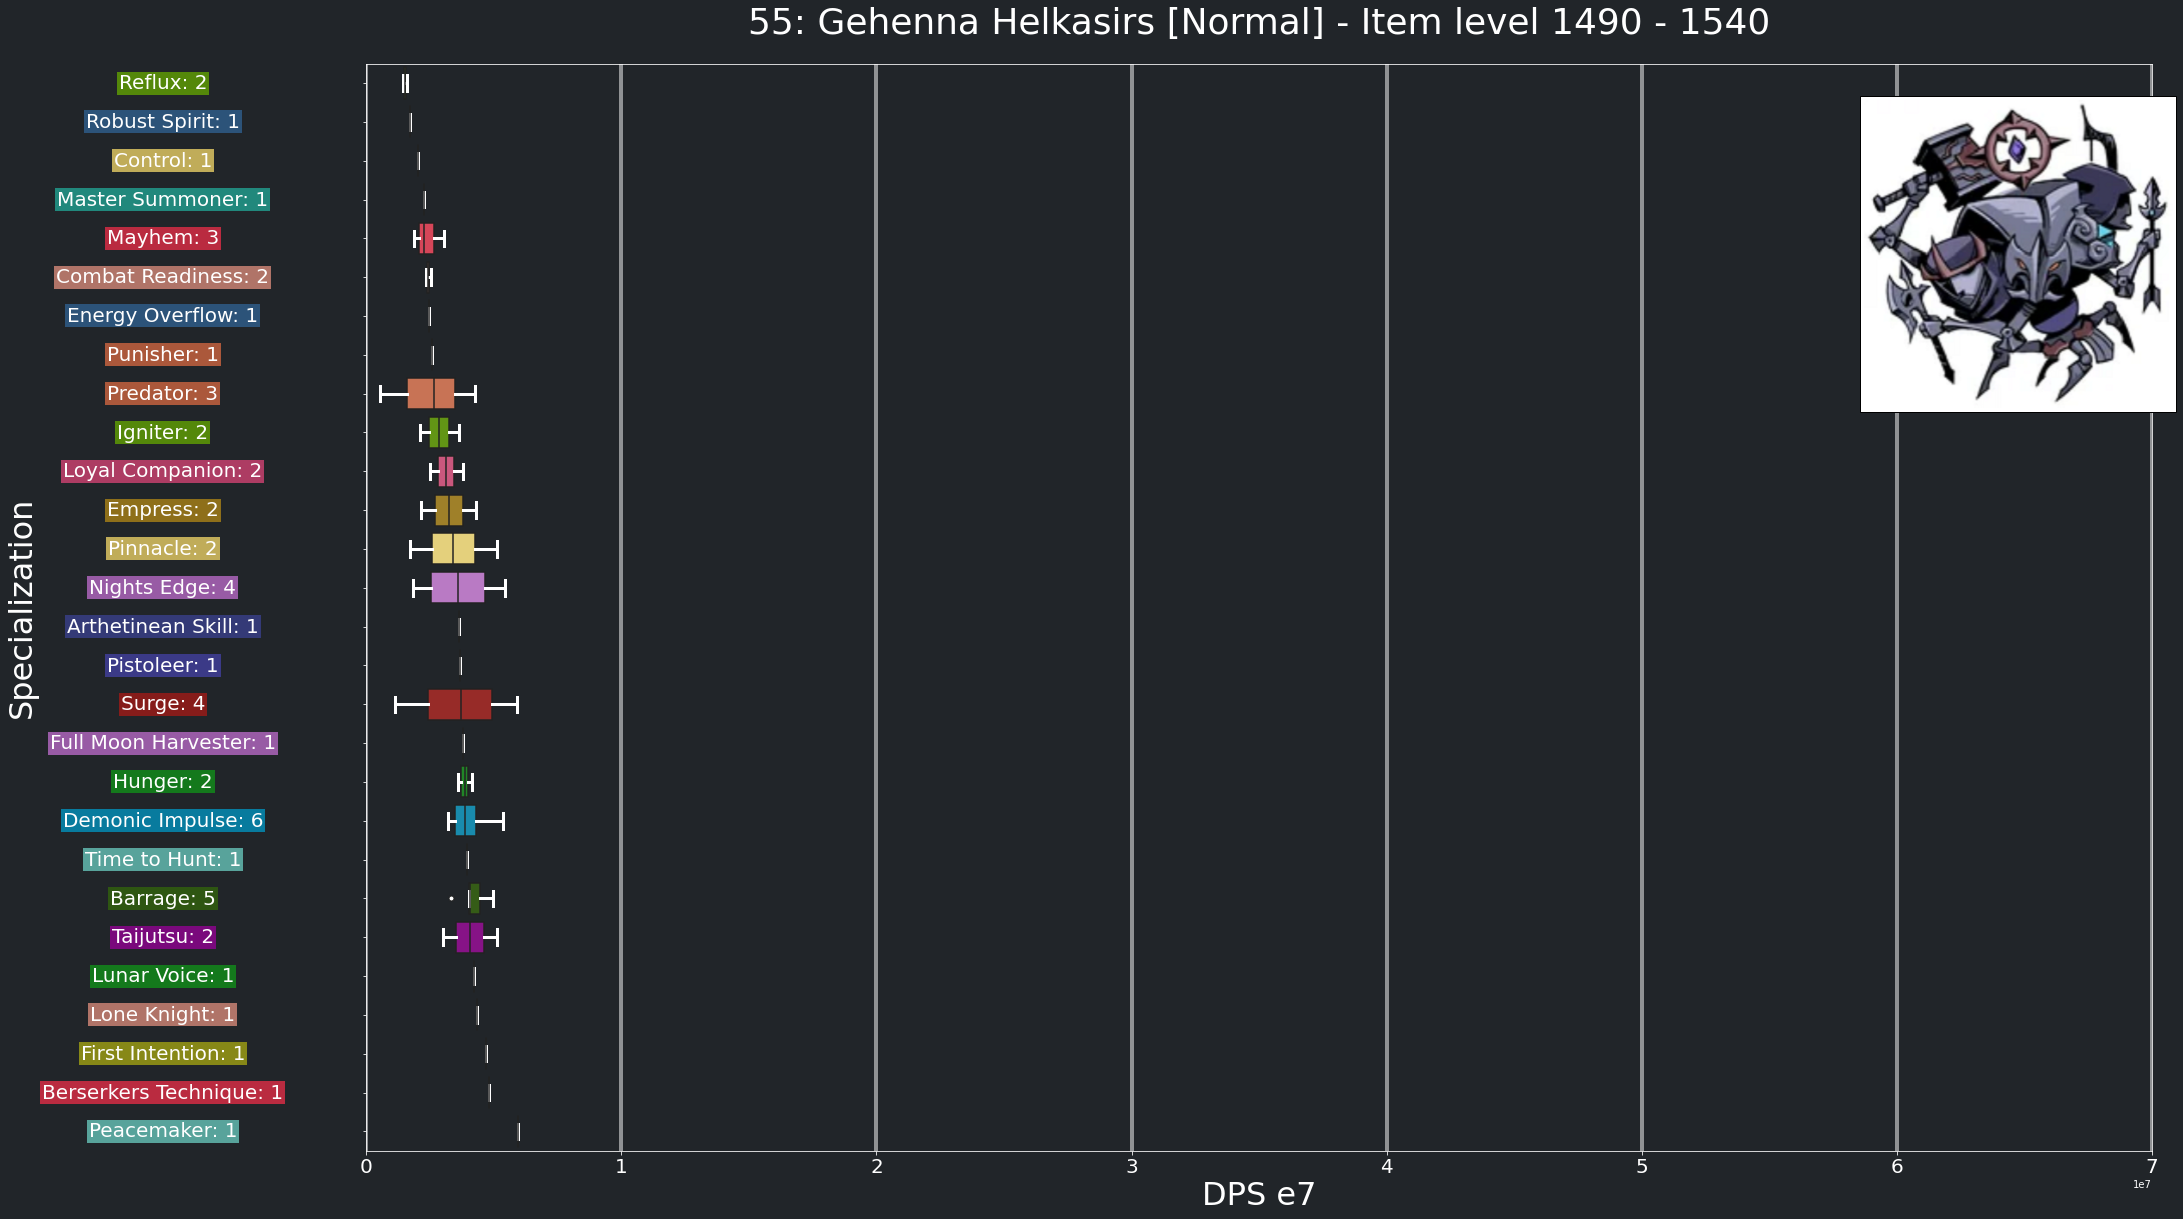 55: Gehenna Helkasirs [Normal] - Item level 1490 - 1540
Specialization
Reflux: 2
Robust Spirit: 1
Control: 1
Master Summoner: 1
Mayhem: 3
Combat Readiness: 2
Energy Overflow: 1
Punisher: 1
Predator: 3
Igniter: 2
Loyal Companion: 2
Empress: 2
Pinnacle: 2
Nights Edge: 4
Arthetinean Skill: 1
Pistoleer: 1
Surge: 4
Full Moon Harvester: 1
Hunger: 2
Demonic Impulse: 6
Time to Hunt: 1
Barrage: 5
Taijutsu: 2
Lunar Voice: 1
Lone Knight: 1
First Intention: 1
Berserkers Technique: 1
Peacemaker: 1
0 1 2 3 4 5 6 7
1e7
DPS e7